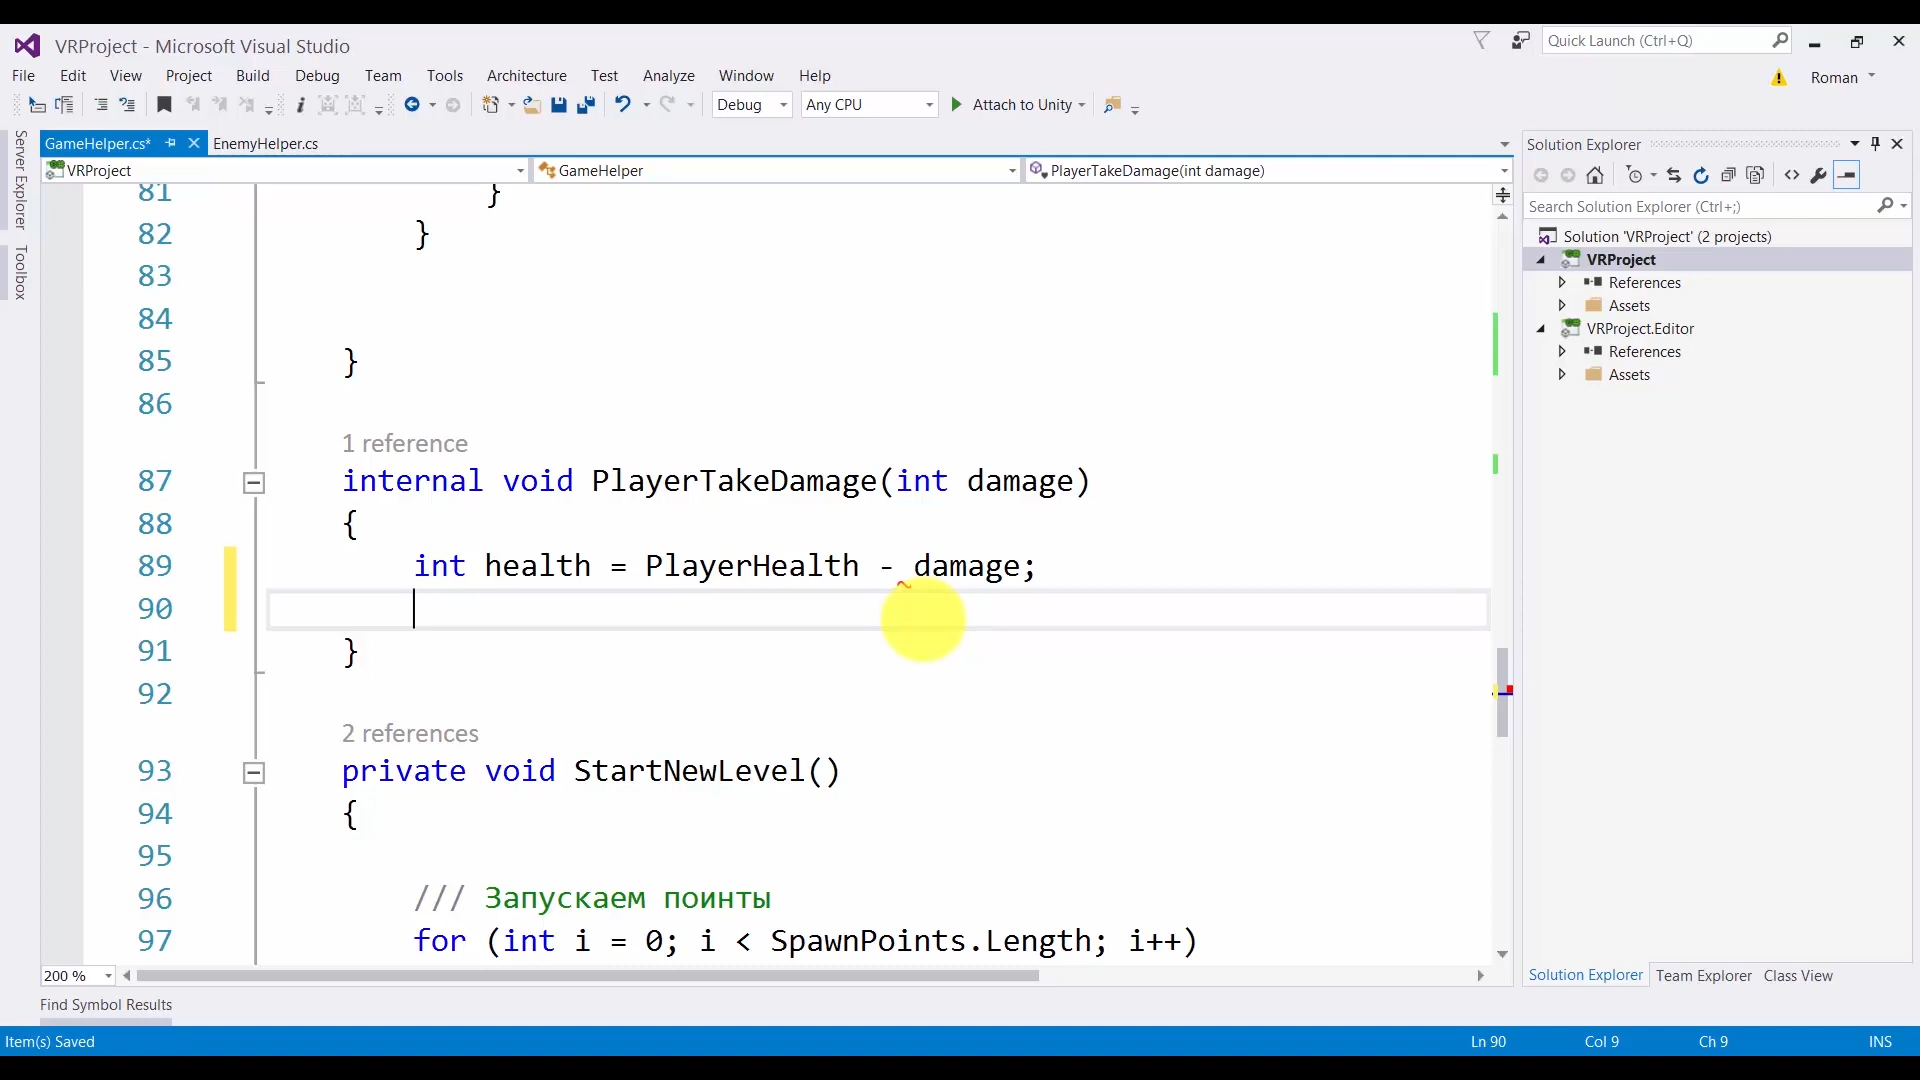 VRProject - Microsoft Visual Studio
Quick Launch (Ctrl+Q)
File Edit View Project Build Debug Team Tools Architecture Test Analyze Window Help
Roman
Debug Any CPU Attach to Unity
Server Explorer
Toolbox
GameHelper.cs* EnemyHelper.cs
VRProject GameHelper PlayerTakeDamage(int damage)
81 }
82 }
83
84
85 }
86
1 reference
87 internal void PlayerTakeDamage(int damage)
88 {
89 int health = PlayerHealth - damage;
90
91 }
92
2 references
93 private void StartNewLevel()
94 {
95
96 /// Запускаем поинты
97 for (int i = 0; i < SpawnPoints.Length; i++)
200 %
Find Symbol Results
Solution Explorer
Search Solution Explorer (Ctrl+;)
Solution 'VRProject' (2 projects)
VRProject
References
Assets
VRProject.Editor
References
Assets
Solution Explorer Team Explorer Class View
Item(s) Saved Ln 90 Col 9 Ch 9 INS